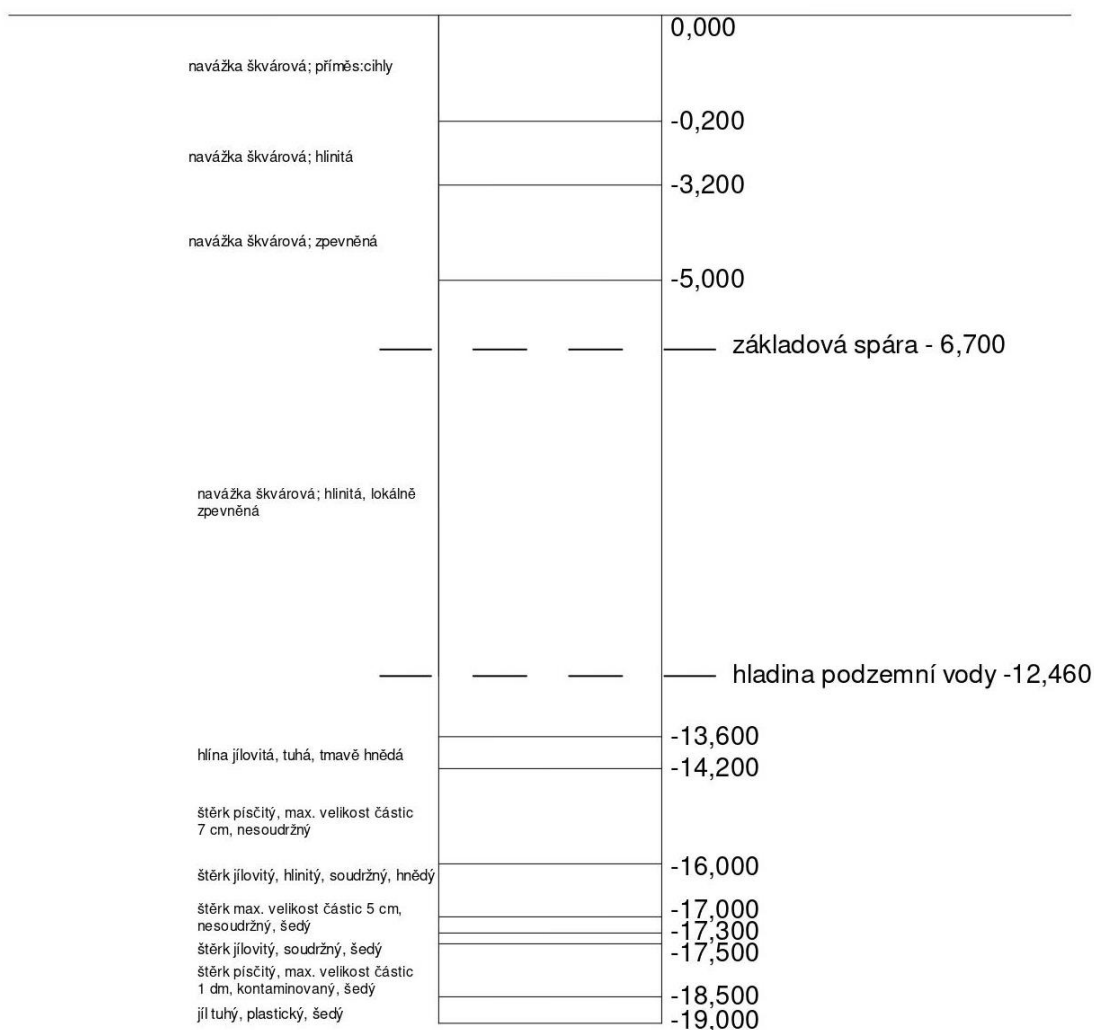 0,000
navážka škvárová; příměs:cihly
-0,200
navážka škvárová; hlinitá
-3,200
navážka škvárová; zpevněná
-5,000
základová spára - 6,700
navážka škvárová; hlinitá, lokálně
zpevněná
hladina podzemní vody -12,460
-13,600
hlína jílovitá, tuhá, tmavě hnědá
-14,200
štěrk písčitý, max. velikost částic
7 cm, nesoudržný
-16,000
štěrk jílovitý, hlinitý, soudržný, hnědý
-17,000
štěrk max. velikost částic 5 cm,
nesoudržný, šedý
-17,300
štěrk jílovitý, soudržný, šedý
-17,500
štěrk písčitý, max. velikost částic
1 dm, kontaminovaný, šedý
-18,500
jíl tuhý, plastický, šedý
-19,000